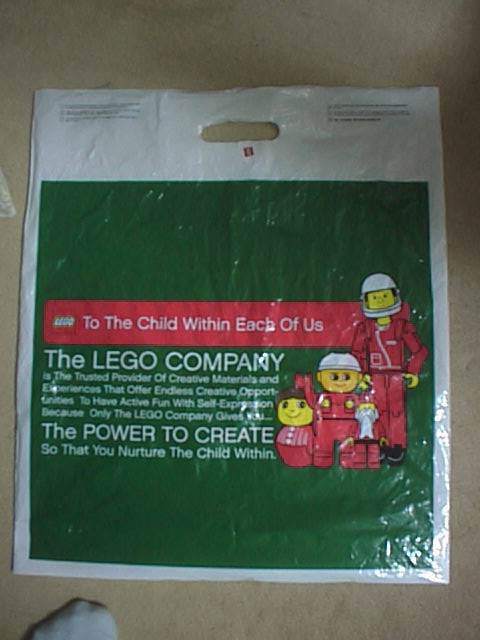 LEGO To The Child Within Each Of Us
The LEGO COMPANY
is The Trusted Provider Of Creative Materials and
Experiences That Offer Endless Creative Opport-
unities To Have Active Fun With Self-Expression
Because Only The LEGO Company Gives You...
The POWER TO CREATE
So That You Nurture The Child Within.